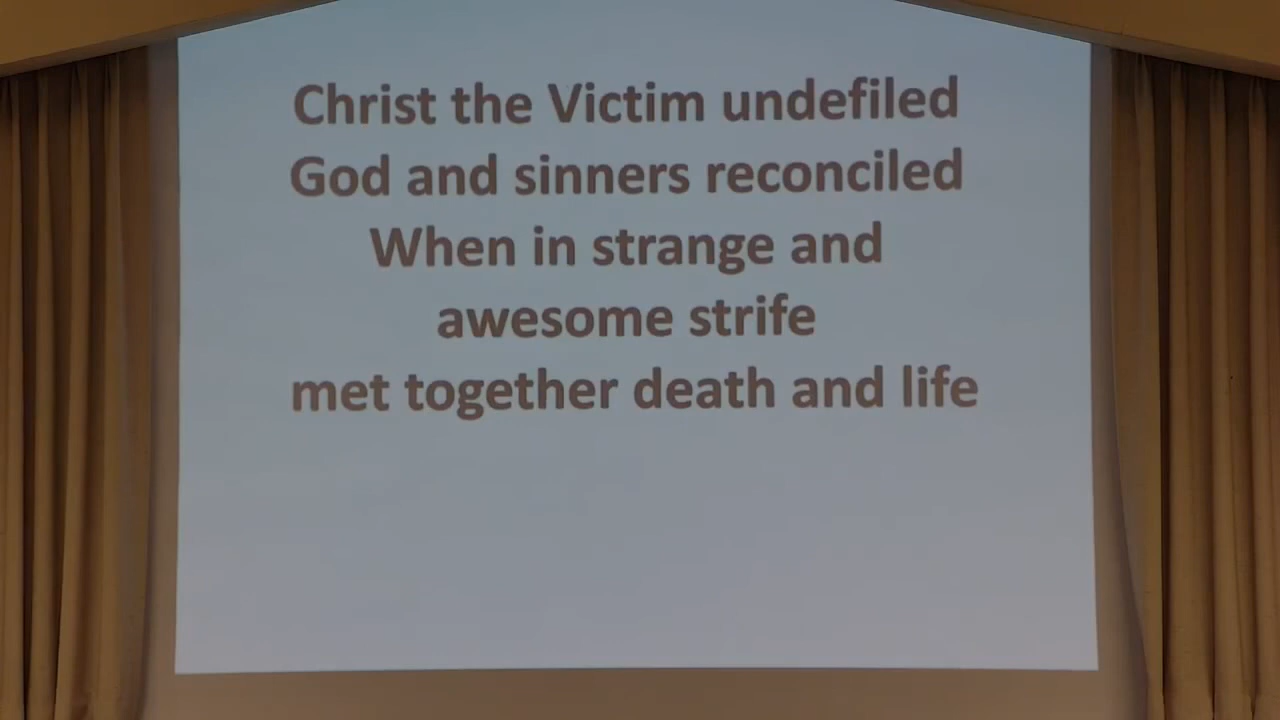 Christ the Victim undefiled
God and sinners reconciled
When in strange and
awesome strife
met together death and life